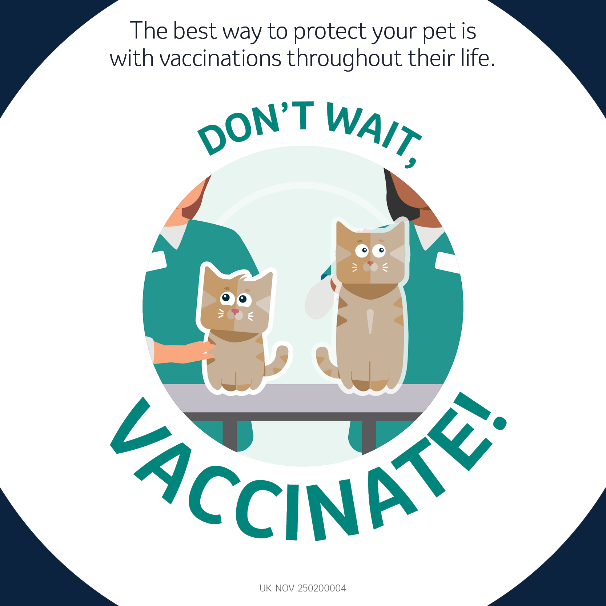 The best way to protect your pet is
with vaccinations throughout their life.
DON'T WAIT,
VACCINATE!
UK NOV 250200004